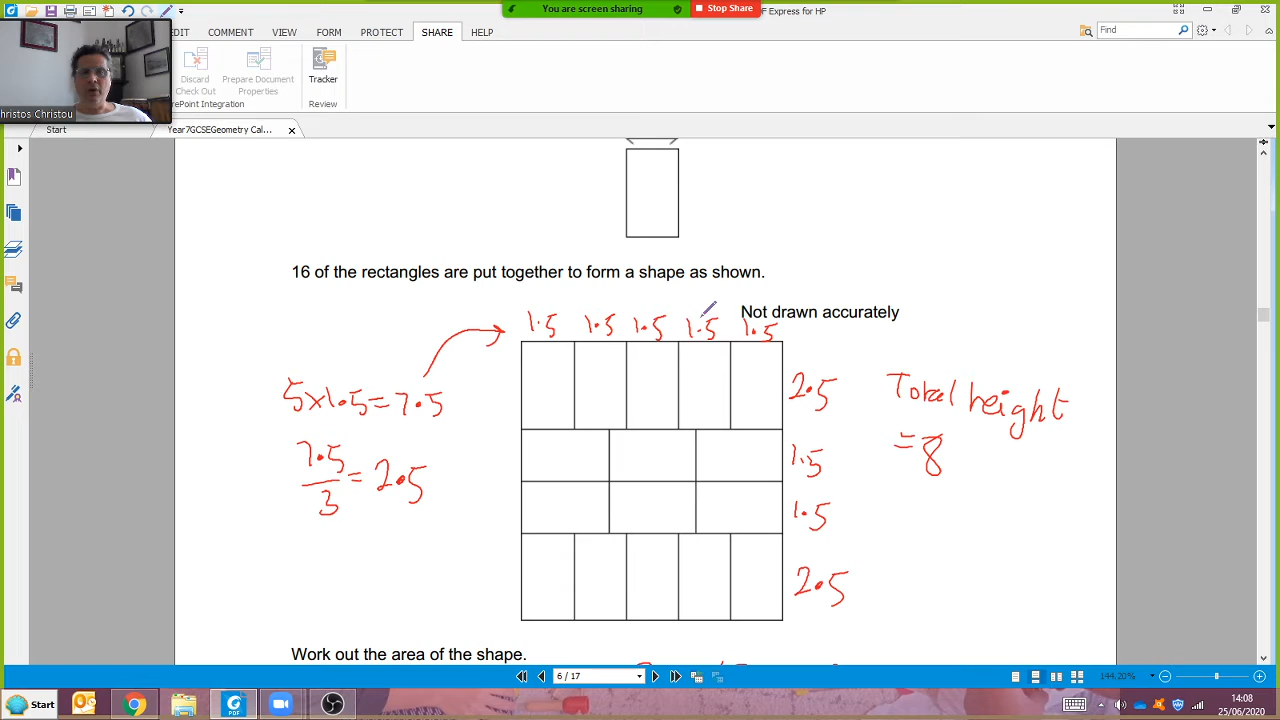 You are screen sharing
Stop Share
F Express for HP
EDIT COMMENT VIEW FORM PROTECT SHARE HELP
Find
Discard Check Out
Prepare Document Properties
Tracker
Review
hristos Christou
Start
Year7GCSEGeometry Cal...
16 of the rectangles are put together to form a shape as shown.
Not drawn accurately
1.5 1.5 1.5 1.5 1.5
5x1.5=7.5
7.5
3
= 2.5
2.5
1.5
1.5
2.5
Total height
= 8
Work out the area of the shape.
6 / 17
144.20%
Start
PDF
14:08
25/06/2020